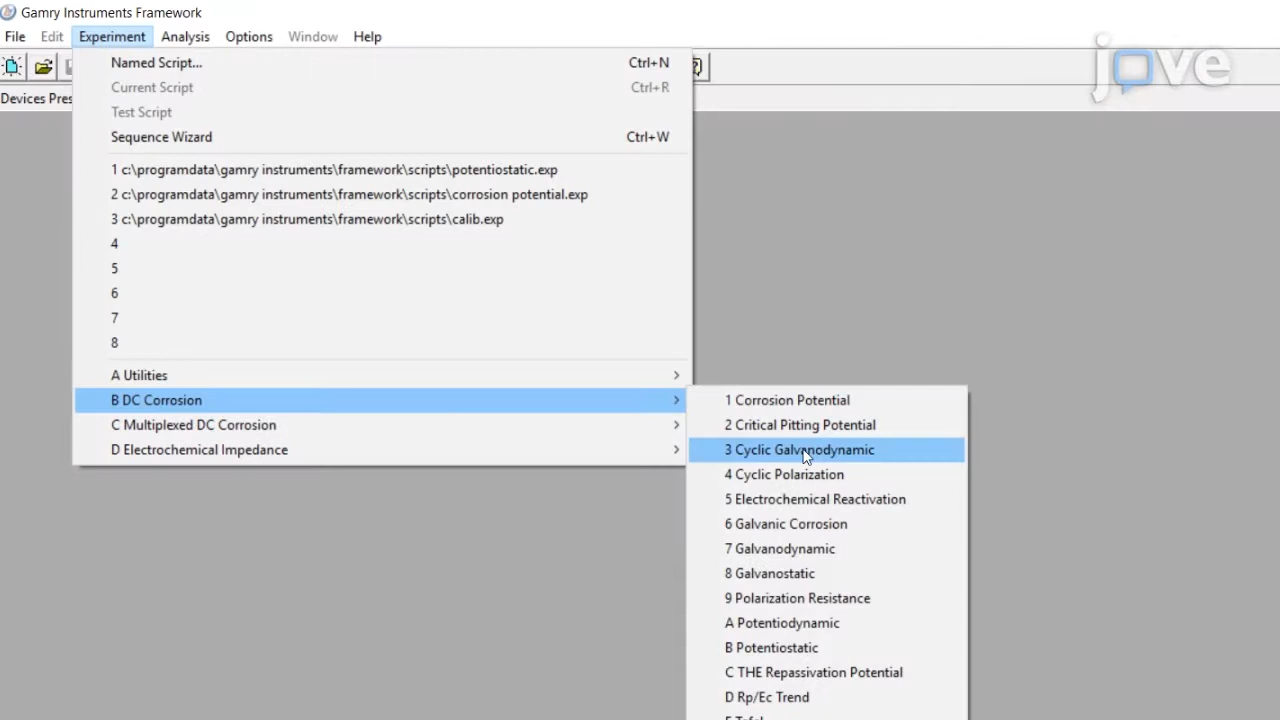 Gamry Instruments Framework
File Edit Experiment Analysis Options Window Help
jove
Devices Pres
Named Script... Ctrl+N
Current Script Ctrl+R
Test Script
Sequence Wizard Ctrl+W
1 c:\programdata\gamry instruments\framework\scripts\potentiostatic.exp
2 c:\programdata\gamry instruments\framework\scripts\corrosion potential.exp
3 c:\programdata\gamry instruments\framework\scripts\calib.exp
4
5
6
7
8
A Utilities
B DC Corrosion
C Multiplexed DC Corrosion
D Electrochemical Impedance
1 Corrosion Potential
2 Critical Pitting Potential
3 Cyclic Galvanodynamic
4 Cyclic Polarization
5 Electrochemical Reactivation
6 Galvanic Corrosion
7 Galvanodynamic
8 Galvanostatic
9 Polarization Resistance
A Potentiodynamic
B Potentiostatic
C THE Repassivation Potential
D Rp/Ec Trend